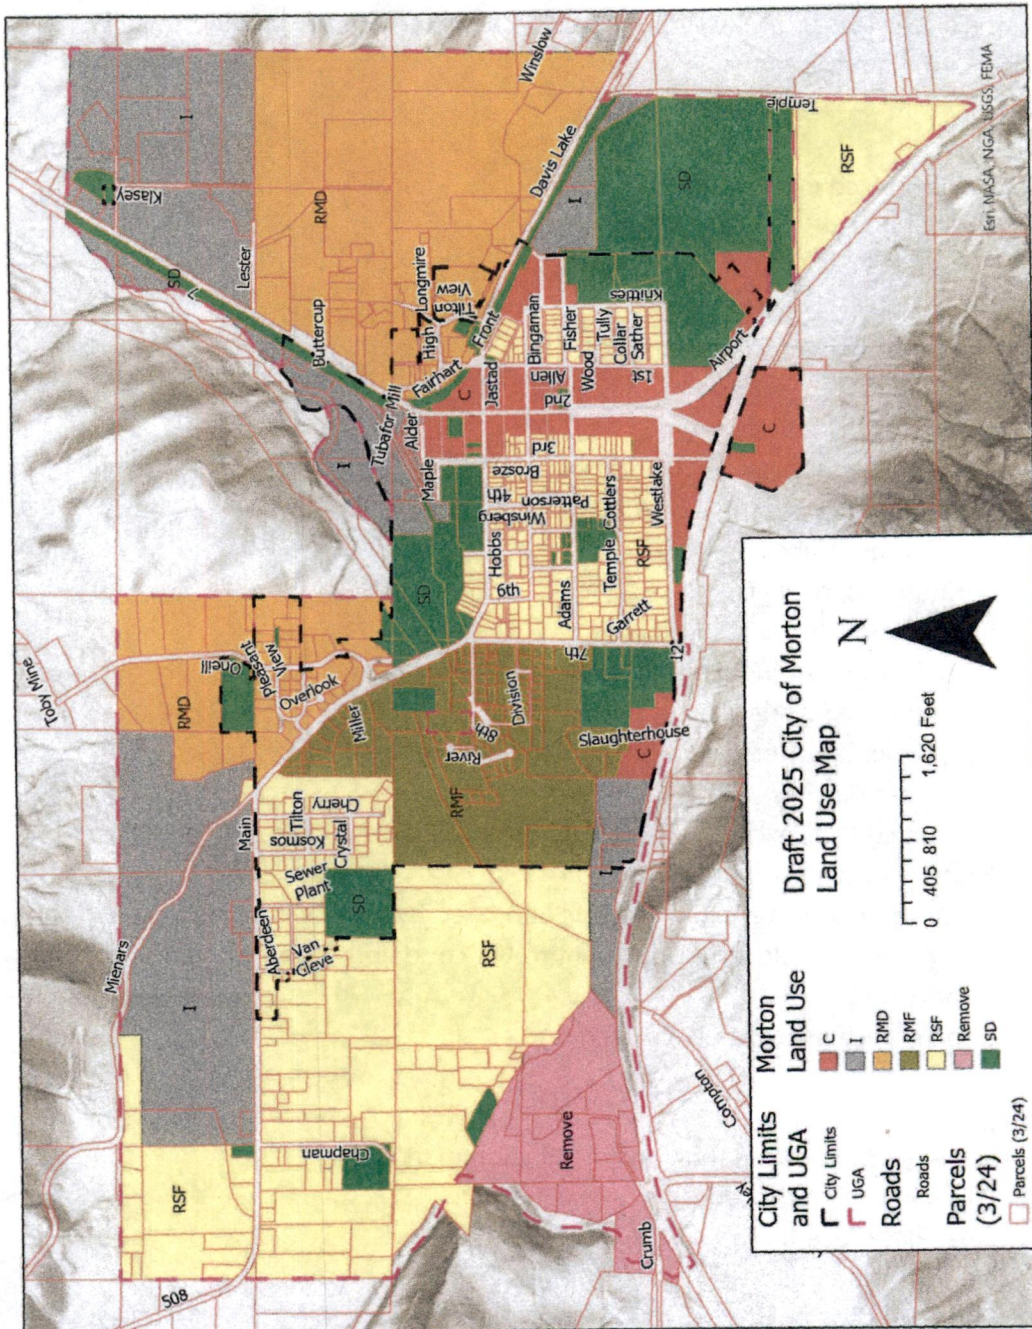 Draft 2025 City of Morton
Land Use Map
N
0 405 810 1,620 Feet
City Limits
and UGA
City Limits
UGA
Roads
Roads
Parcels
(3/24)
Parcels (3/24)
Morton
Land Use
C
I
RMD
RMF
RSF
Remove
SD
Esri, NASA, NGA, USGS, FEMA
508
Mienars
Toby Mine
Oneill
Pleasant
View
Overlook
Main
Miller
Aberdeen
Van
Cleve
Sewer
Plant
Kosmos
Tilton
Crystal
Cherry
Chapman
Crumb
Compton
River
8th
Division
Slaughterhouse
7th
12
Garrett
Adams
Temple
Cottlers
6th
Hobbs
Winsberg
Patterson
4th
Brosze
3rd
Westlake
Maple
Alder
Tubafor Mill
Fairhart
High
Longmire
Tilton
View
Front
Jastad
2nd
Allen
Bingaman
Fisher
Wood
Tully
Collar
Sather
1st
Knittles
Airport
Buttercup
Lester
7
Klasey
Davis Lake
Winslow
Temple
RSF
I
RMD
RMF
SD
RSF
I
Remove
C
SD
RSF
C
C
I
SD
I
RMD
I
SD
RSF